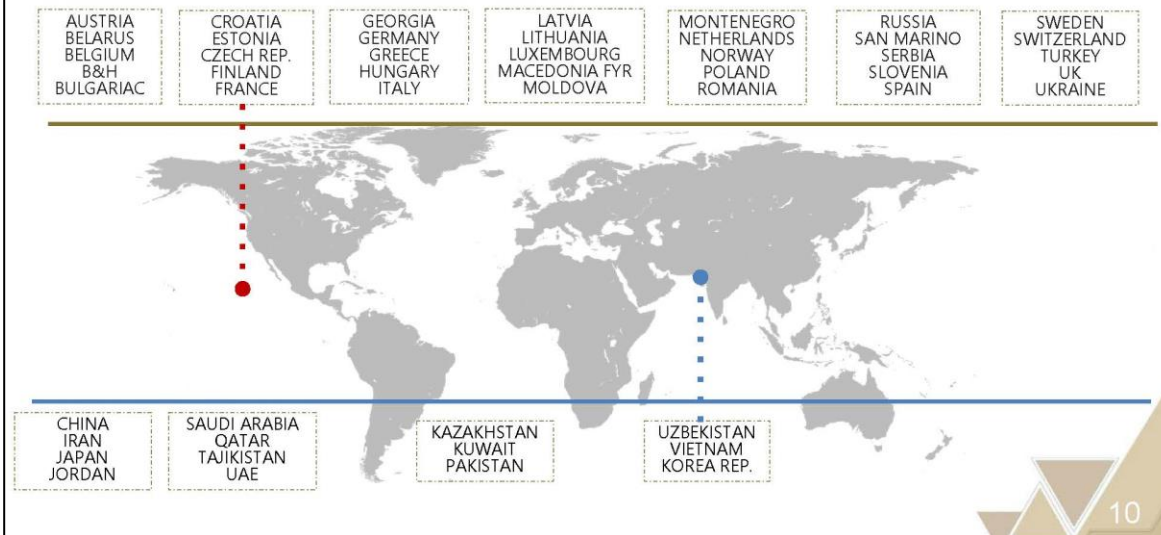 AUSTRIA
BELARUS
BELGIUM
B&H
BULGARIAC
CROATIA
ESTONIA
CZECH REP.
FINLAND
FRANCE
GEORGIA
GERMANY
GREECE
HUNGARY
ITALY
LATVIA
LITHUANIA
LUXEMBOURG
MACEDONIA FYR
MOLDOVA
MONTENEGRO
NETHERLANDS
NORWAY
POLAND
ROMANIA
RUSSIA
SAN MARINO
SERBIA
SLOVENIA
SPAIN
SWEDEN
SWITZERLAND
TURKEY
UK
UKRAINE
CHINA
IRAN
JAPAN
JORDAN
SAUDI ARABIA
QATAR
TAJIKISTAN
UAE
KAZAKHSTAN
KUWAIT
PAKISTAN
UZBEKISTAN
VIETNAM
KOREA REP.
10